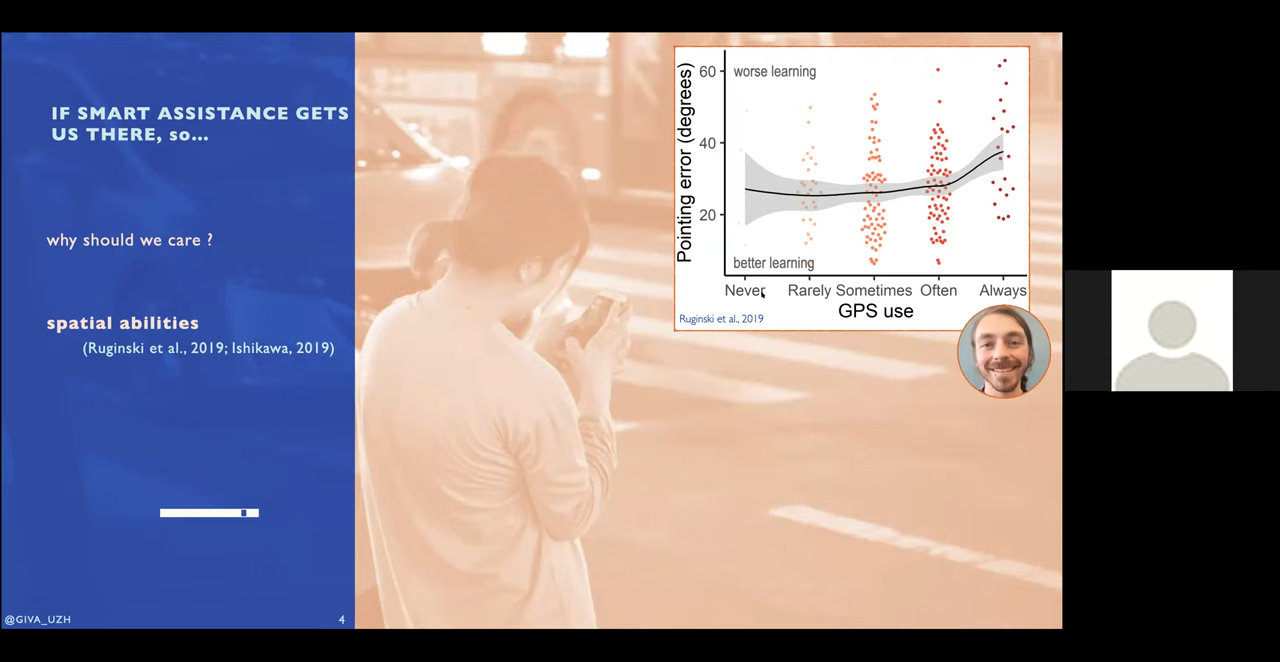 IF SMART ASSISTANCE GETS
US THERE, so...
why should we care ?
spatial abilities
(Ruginski et al., 2019; Ishikawa, 2019)
@GIVA_UZH
4
Pointing error (degrees)
60
40
20
worse learning
better learning
Never
Rarely
Sometimes
Often
Always
GPS use
Ruginski et al., 2019